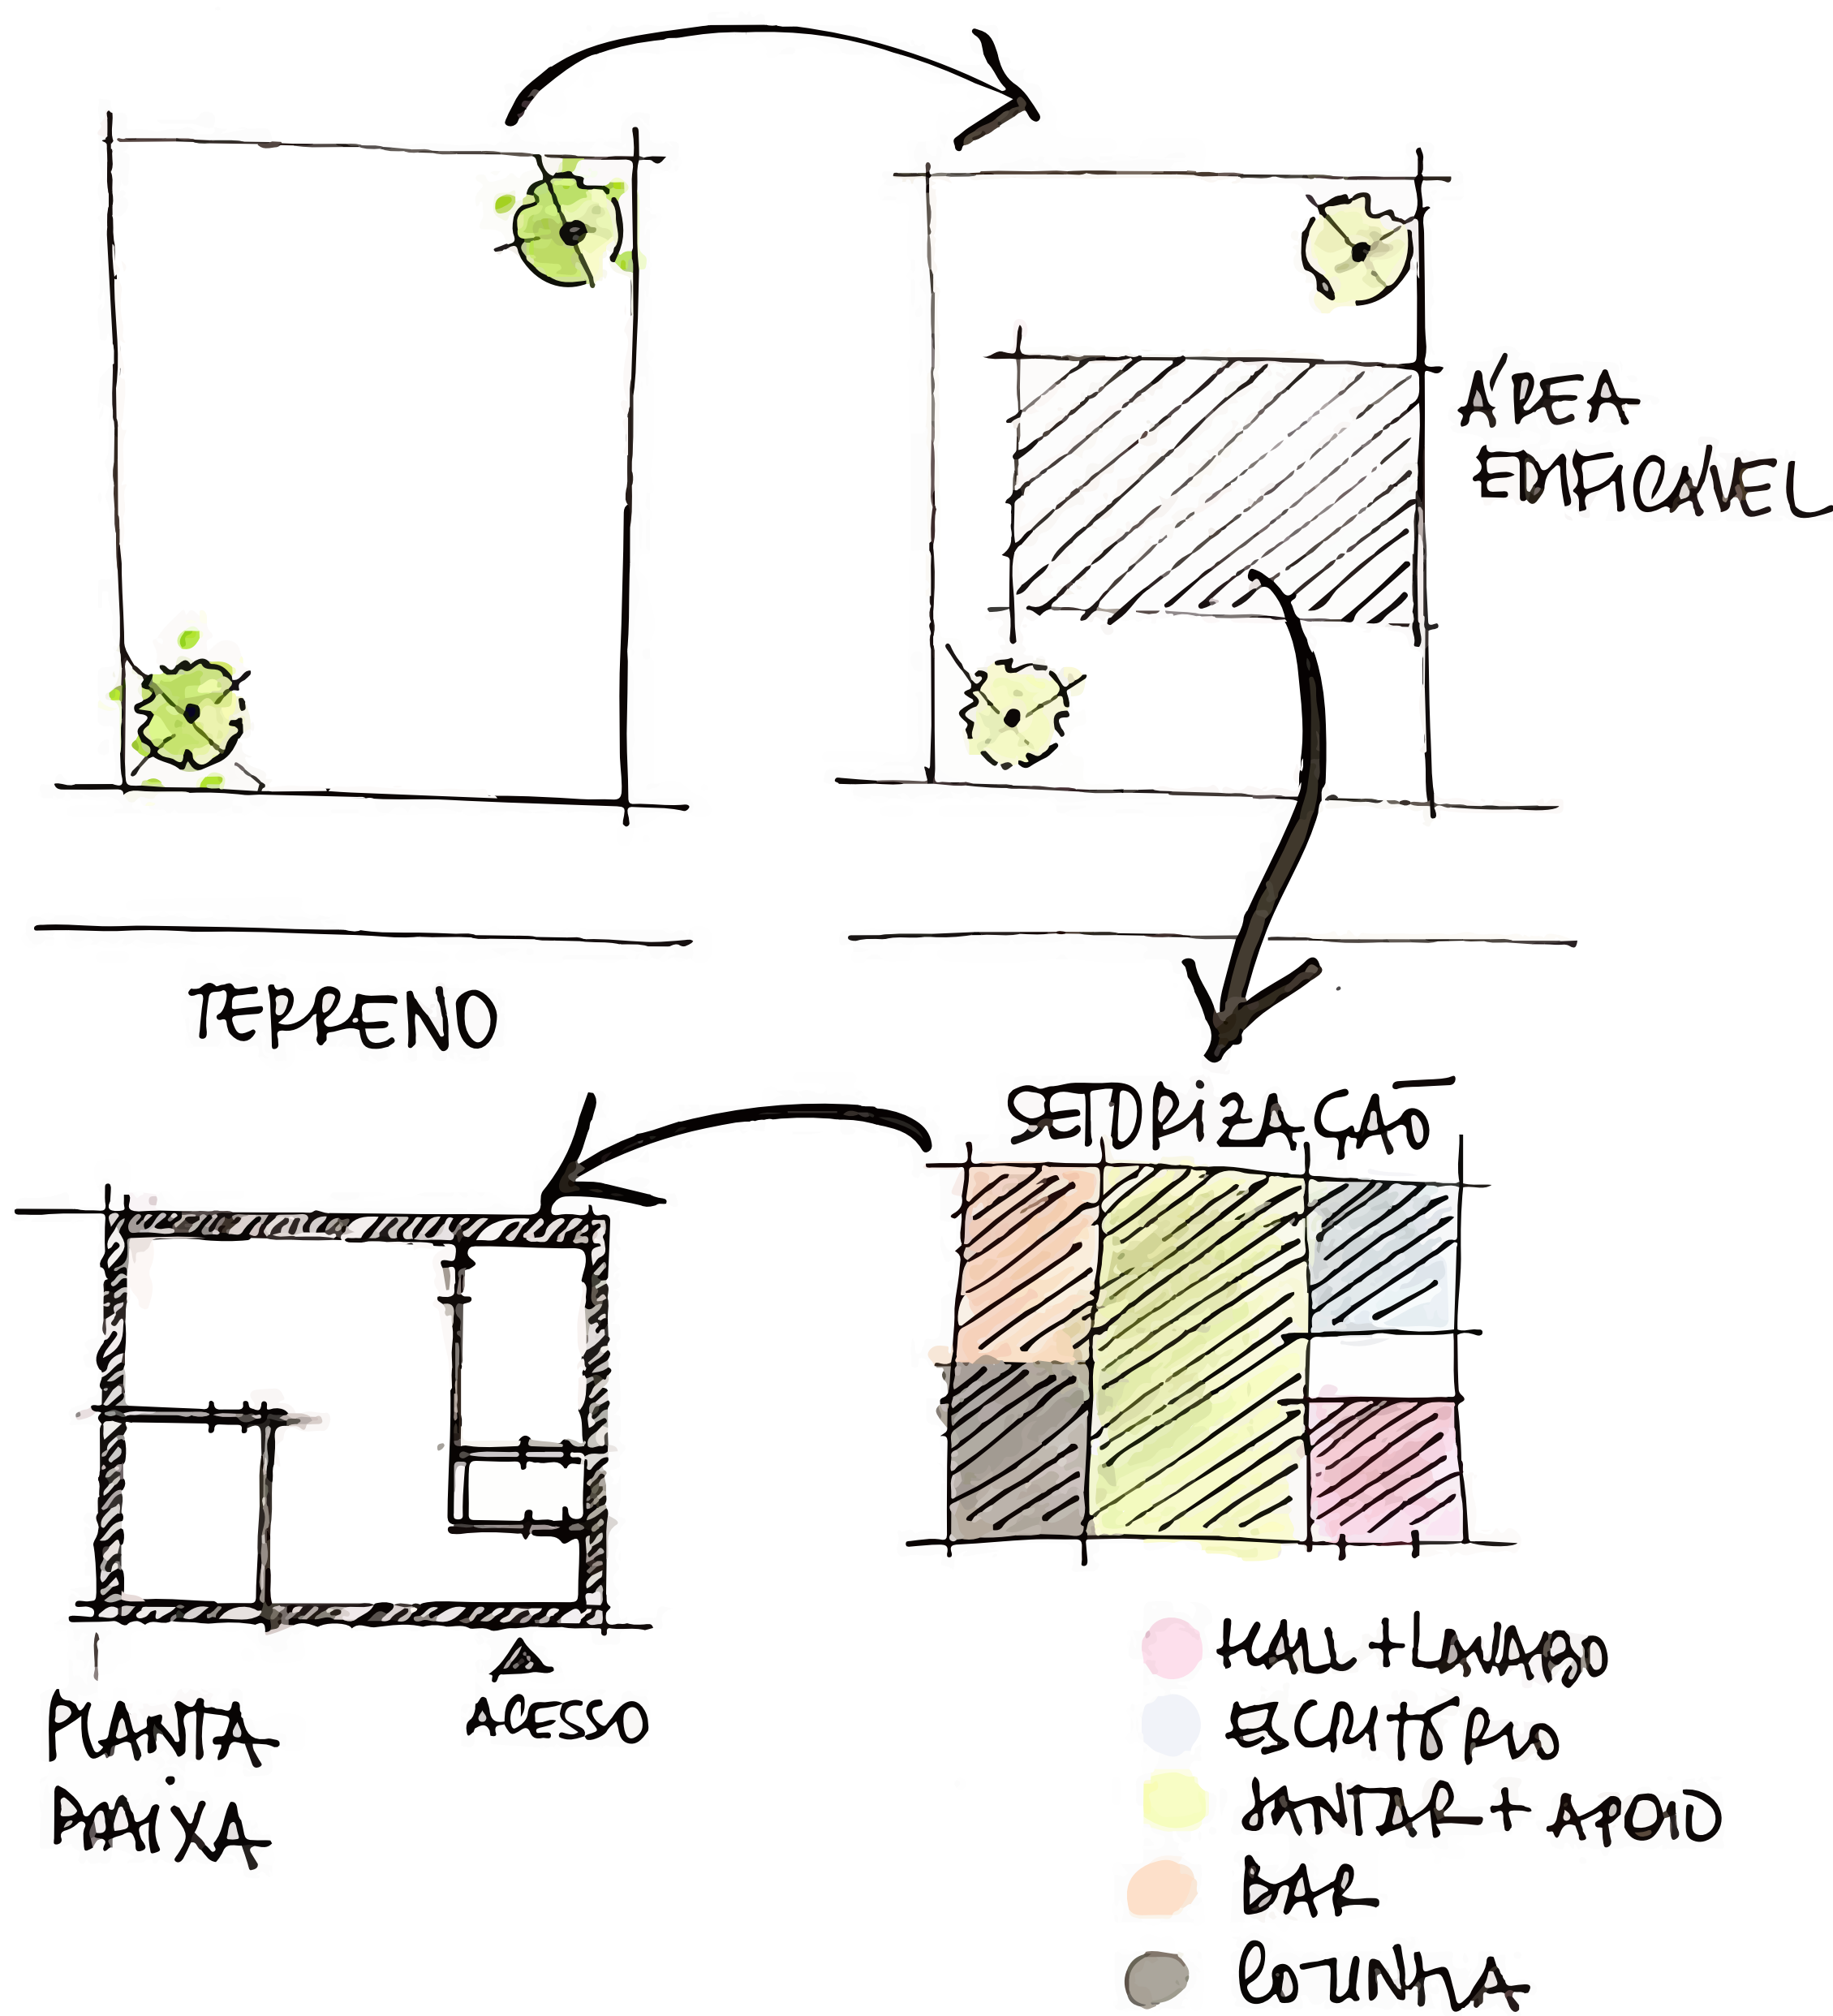 ÁREA
EDIFICÁVEL
TERRENO
SETORiZAÇÃO
PLANTA
BAiXA
ACESSO
HALL + LAVABO
ESCRITÓRIO
JANTAR + APOIO
BAR
COZINHA